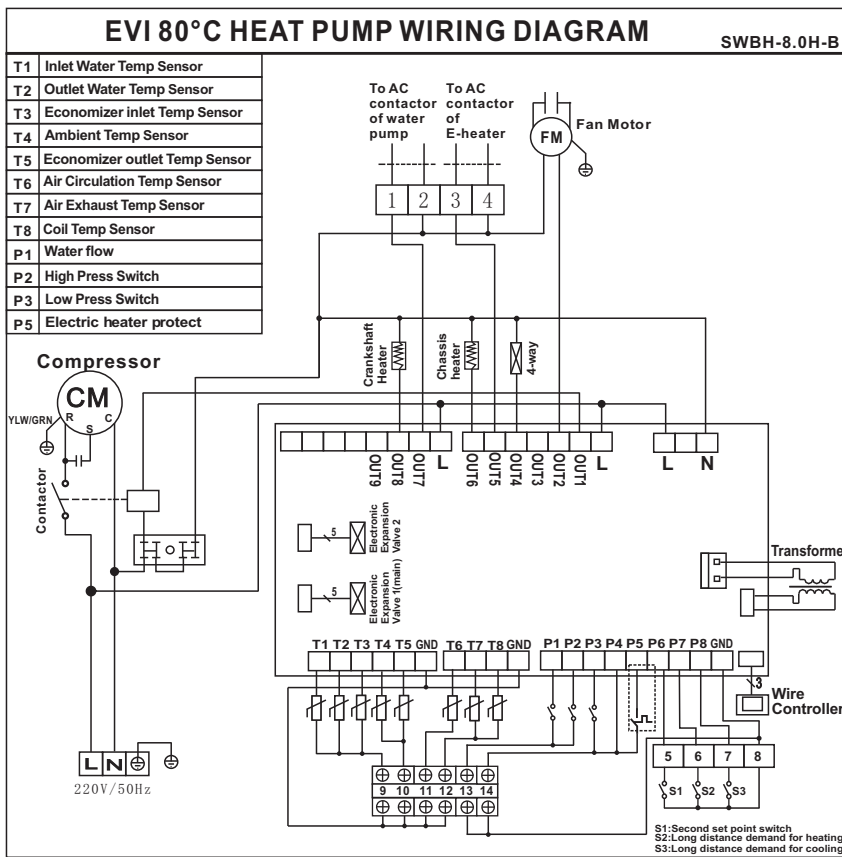 EVI 80°C HEAT PUMP WIRING DIAGRAM
SWBH-8.0H-B
T1 Inlet Water Temp Sensor
T2 Outlet Water Temp Sensor
T3 Economizer inlet Temp Sensor
T4 Ambient Temp Sensor
T5 Economizer outlet Temp Sensor
T6 Air Circulation Temp Sensor
T7 Air Exhaust Temp Sensor
T8 Coil Temp Sensor
P1 Water flow
P2 High Press Switch
P3 Low Press Switch
P5 Electric heater protect
To AC
contactor
of water
pump
To AC
contactor
of
E-heater
FM
Fan Motor
1 2 3 4
Crankshaft
Heater
Chassis
heater
4-way
Compressor
CM
R
S
C
YLW/GRN
Contactor
OUT9
OUT8
OUT7
L
OUT6
OUT5
OUT4
OUT3
OUT2
OUT1
L
L
N
5
Electronic
Expansion
Valve 2
5
Electronic
Expansion
Valve 1(main)
Transforme
T1 T2 T3 T4 T5 GND
T6 T7 T8 GND
P1 P2 P3 P4 P5 P6 P7 P8 GND
3
Wire
Controller
5 6 7 8
S1 S2 S3
9 10 11 12 13 14
L N
220V/50Hz
S1:Second set point switch
S2:Long distance demand for heating
S3:Long distance demand for cooling